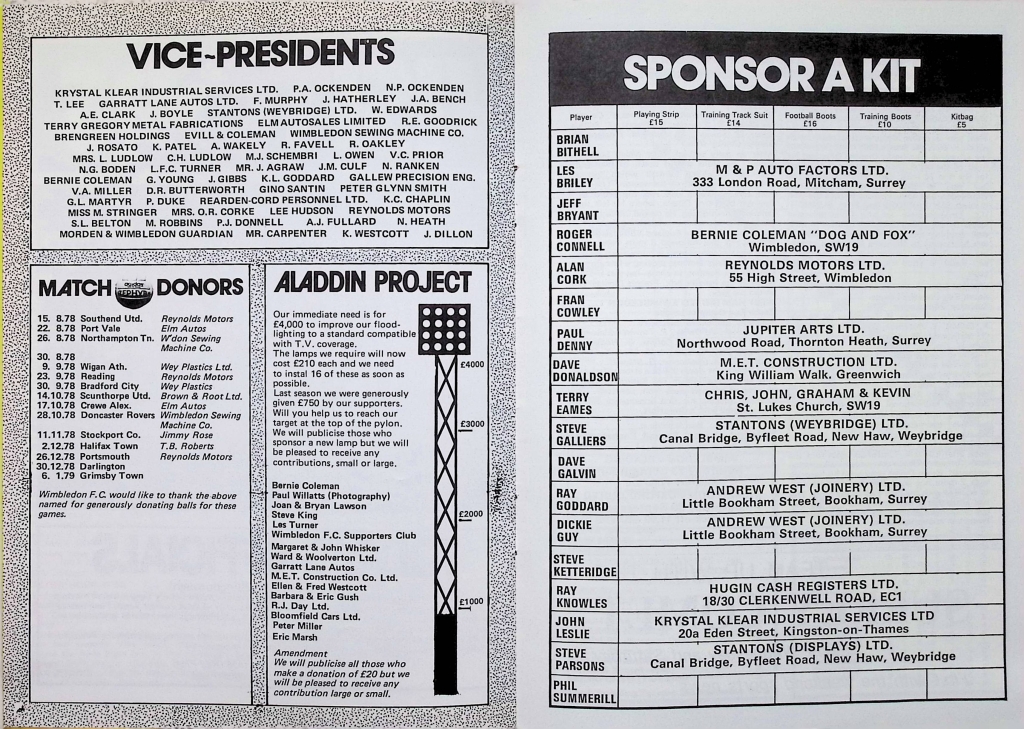 VICE-PRESIDENTS
KRYSTAL KLEAR INDUSTRIAL SERVICES LTD. P.A. OCKENDEN N.P. OCKENDEN
T. LEE GARRATT LANE AUTOS LTD. F. MURPHY J. HATHERLEY J.A. BENCH
A.E. CLARK J. BOYLE STANTONS (WEYBRIDGE) LTD. W. EDWARDS
TERRY GREGORY METAL FABRICATIONS ELM AUTOSALES LIMITED R.E. GOODRICK
BRENGREEN HOLDINGS EVILL & COLEMAN WIMBLEDON SEWING MACHINE CO.
J. ROSATO K. PATEL A. WAKELY R. FAVELL R. OAKLEY
MRS. L. LUDLOW C.H. LUDLOW M.J. SCHEMBRI L. OWEN V.C. PRIOR
N.G. BODEN L.F.C. TURNER MR. J. AGRAW J.M. CULF N. RANKEN
BERNIE COLEMAN G. YOUNG J. GIBBS K.L. GODDARD GALLEW PRECISION ENG.
V.A. MILLER D.R. BUTTERWORTH GINO SANTIN PETER GLYNN SMITH
G.L. MARTYR P. DUKE REARDEN-CORD PERSONNEL LTD. K.C. CHAPLIN
MISS M. STRINGER MRS. O.R. CORKE LEE HUDSON REYNOLDS MOTORS
S.L. BELTON M. ROBBINS P.J. DONNELL A.J. FULLARD N. HEATH
MORDEN & WIMBLEDON GUARDIAN MR. CARPENTER K. WESTCOTT J. DILLON
MATCH DONORS
15. 8.78 Southend Utd. Reynolds Motors
22. 8.78 Port Vale Elm Autos
26. 8.78 Northampton Tn. W'don Sewing
Machine Co.
30. 8.78
9. 9.78 Wigan Ath. Wey Plastics Ltd.
23. 9.78 Reading Reynolds Motors
30. 9.78 Bradford City Wey Plastics
14.10.78 Scunthorpe Utd. Brown & Root Ltd.
17.10.78 Crewe Alex. Elm Autos
28.10.78 Doncaster Rovers Wimbledon Sewing
Machine Co.
11.11.78 Stockport Co. Jimmy Rose
2.12.78 Halifax Town T.B. Roberts
26.12.78 Portsmouth Reynolds Motors
30.12.78 Darlington
6. 1.79 Grimsby Town
Wimbledon F.C. would like to thank the above
named for generously donating balls for these
games.
ALADDIN PROJECT
Our immediate need is for
£4,000 to improve our flood-
lighting to a standard compatible
with T.V. coverage.
The lamps we require will now
cost £210 each and we need
to instal 16 of these as soon as
possible.
Last season we were generously
given £750 by our supporters.
Will you help us to reach our
target at the top of the pylon.
We will publicise those who
sponsor a new lamp but we will
be pleased to receive any
contributions, small or large.
Bernie Coleman
Paul Willatts (Photography)
Joan & Bryan Lawson
Steve King
Les Turner
Wimbledon F.C. Supporters Club
Margaret & John Whisker
Ward & Woolverton Ltd.
Garratt Lane Autos
M.E.T. Construction Co. Ltd.
Ellen & Fred Westcott
Barbara & Eric Gush
R.J. Day Ltd.
Bloomfield Cars Ltd.
Peter Miller
Eric Marsh
Amendment
We will publicise all those who
make a donation of £20 but we
will be pleased to receive any
contribution large or small.
£4000
£3000
£2000
£1000
SPONSOR A KIT
Player Playing Strip £15 Training Track Suit £14 Football Boots £16 Training Boots £10 Kitbag £5
BRIAN BITHELL
LES BRILEY
M & P AUTO FACTORS LTD.
333 London Road, Mitcham, Surrey
JEFF BRYANT
ROGER CONNELL
BERNIE COLEMAN "DOG AND FOX"
Wimbledon, SW19
ALAN CORK
REYNOLDS MOTORS LTD.
55 High Street, Wimbledon
FRAN COWLEY
PAUL DENNY
JUPITER ARTS LTD.
Northwood Road, Thornton Heath, Surrey
DAVE DONALDSON
M.E.T. CONSTRUCTION LTD.
King William Walk. Greenwich
TERRY EAMES
CHRIS, JOHN, GRAHAM & KEVIN
St. Lukes Church, SW19
STEVE GALLIERS
STANTONS (WEYBRIDGE) LTD.
Canal Bridge, Byfleet Road, New Haw, Weybridge
DAVE GALVIN
RAY GODDARD
ANDREW WEST (JOINERY) LTD.
Little Bookham Street, Bookham, Surrey
DICKIE GUY
ANDREW WEST (JOINERY) LTD.
Little Bookham Street, Bookham, Surrey
STEVE KETTERIDGE
RAY KNOWLES
HUGIN CASH REGISTERS LTD.
18/30 CLERKENWELL ROAD, EC1
JOHN LESLIE
KRYSTAL KLEAR INDUSTRIAL SERVICES LTD
20a Eden Street, Kingston-on-Thames
STEVE PARSONS
STANTONS (DISPLAYS) LTD.
Canal Bridge, Byfleet Road, New Haw, Weybridge
PHIL SUMMERILL